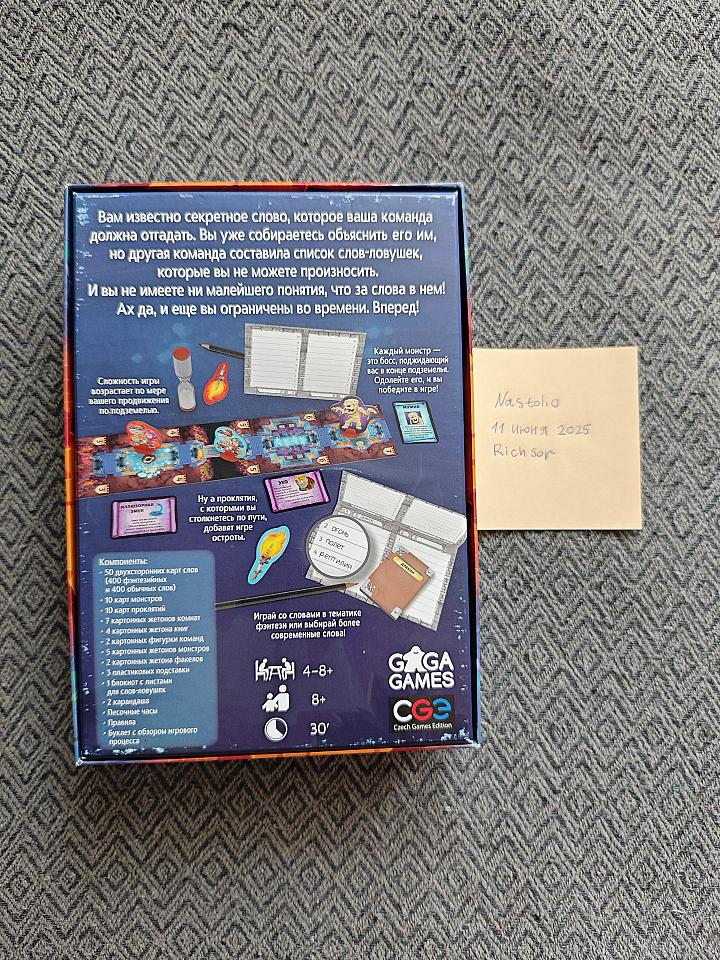 Вам известно секретное слово, которое ваша команда
должна отгадать. Вы уже собираетесь объяснить его им,
но другая команда составила список слов-ловушек,
которые вы не можете произносить.
И вы не имеете ни малейшего понятия, что за слова в нем!
Ах да, и еще вы ограничены во времени. Вперед!
Сложность игры
возрастает по мере
вашего продвижения
по подземелью.
Каждый монстр —
это босс, поджидающий
вас в конце подземелья.
Одолейте его, и вы
победите в игре!
МУМИЯ
ИЛЛЮЗОРНАЯ
ЗМЕЯ
Ну а проклятия,
с которыми вы
столкнетесь по пути,
добавят игре
остроты.
УХО
2 огонь
3 полет
4 рептилия
Компоненты:
- 50 двухсторонних карт слов
(400 фэнтезийных
и 400 обычных слов)
- 10 карт монстров
- 10 карт проклятий
- 7 картонных жетонов комнат
- 4 картонных жетона книг
- 2 картонных фигурки команд
- 5 картонных жетонов монстров
- 2 картонных жетона факелов
- 3 пластиковых подставки
- 1 блокнот с листами
для слов-ловушек
- 2 карандаша
- Песочные часы
- Правила
- Буклет с обзором игрового
процесса
Играй со словами в тематике
фэнтези или выбирай более
современные слова!
4–8+
8+
30'
GAGA
GAMES
CGE
Czech Games Edition
Nastolio
11 июня 2025
Richsor